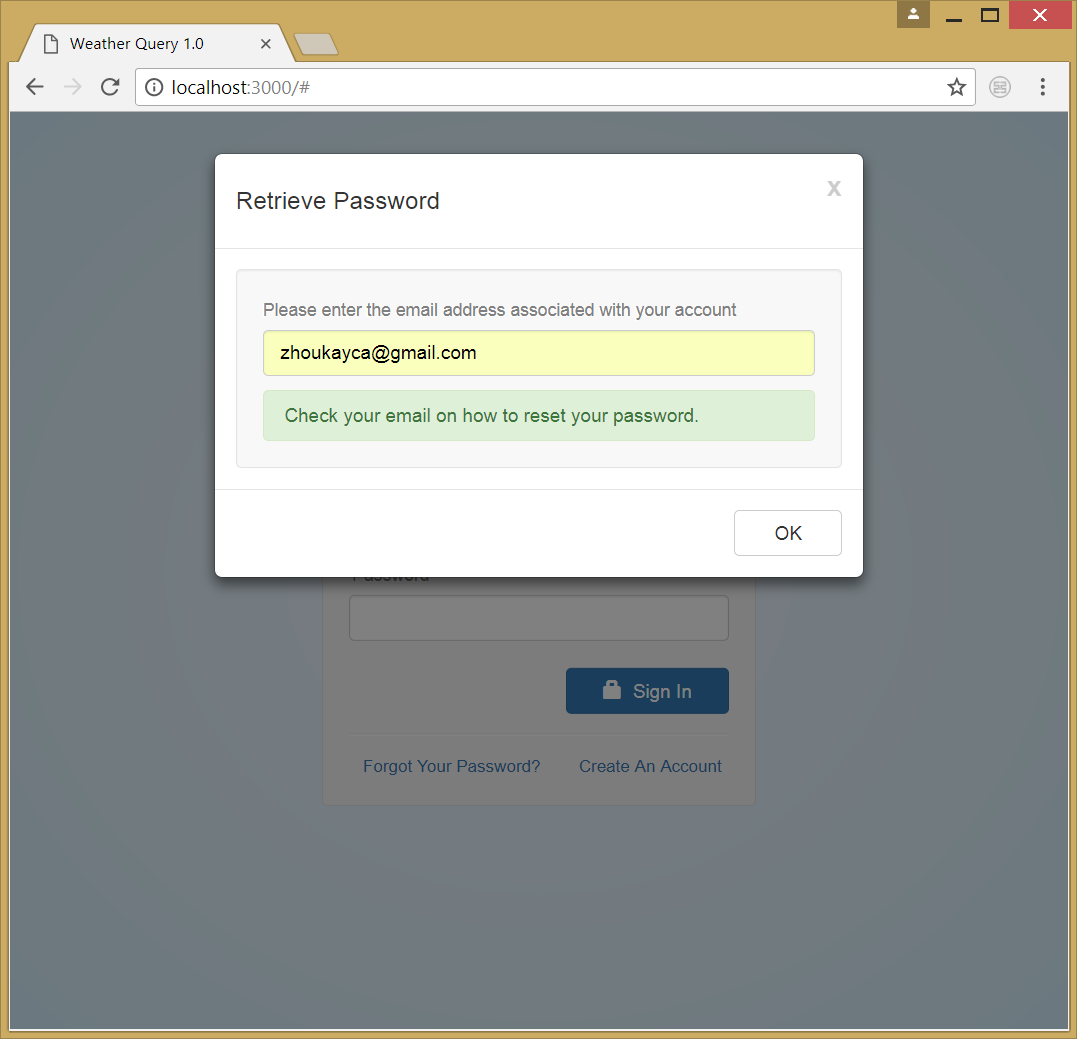 Weather Query 1.0
localhost:3000/#
Retrieve Password
x
Please enter the email address associated with your account
zhoukayca@gmail.com
Check your email on how to reset your password.
OK
Password
Sign In
Forgot Your Password? Create An Account